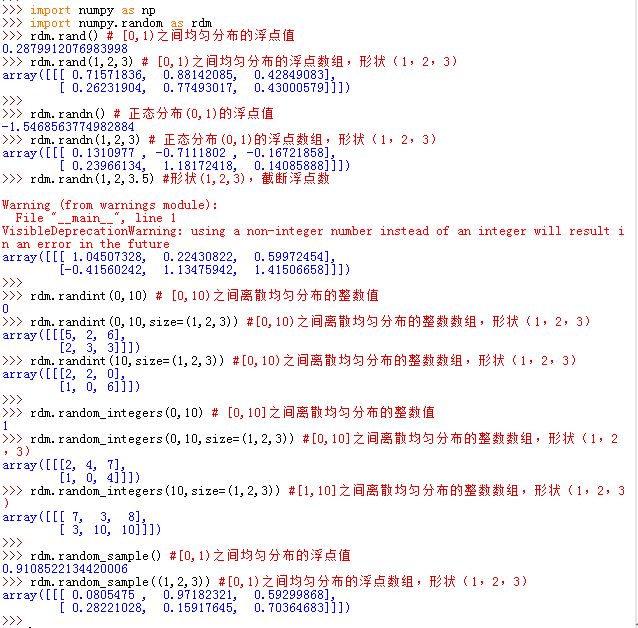 >>> import numpy as np
>>> import numpy.random as rdm
>>> rdm.rand() # [0,1)之间均匀分布的浮点值
0.2879912076983998
>>> rdm.rand(1,2,3) # [0,1)之间均匀分布的浮点数组，形状（1，2，3）
array([[[ 0.71571836,  0.88142085,  0.42849083],
        [ 0.26231904,  0.77493017,  0.43000579]]])
>>>
>>> rdm.randn() # 正态分布(0,1)的浮点值
-1.5468563774982884
>>> rdm.randn(1,2,3) # 正态分布(0,1)的浮点数组，形状（1，2，3）
array([[[ 0.1310977 , -0.7111802 , -0.16721858],
        [ 0.23966134,  1.18172418,  0.14085888]]])
>>> rdm.randn(1,2,3.5) #形状(1,2,3)，截断浮点数
Warning (from warnings module):
  File "__main__", line 1
VisibleDeprecationWarning: using a non-integer number instead of an integer will result i
n an error in the future
array([[[ 1.04507328,  0.22430822,  0.59972454],
        [-0.41560242,  1.13475942,  1.41506658]]])
>>>
>>> rdm.randint(0,10) # [0,10)之间离散均匀分布的整数值
0
>>> rdm.randint(0,10,size=(1,2,3)) #[0,10)之间离散均匀分布的整数数组，形状（1，2，3）
array([[[5, 2, 6],
        [2, 3, 3]]])
>>> rdm.randint(10,size=(1,2,3)) #[0,10)之间离散均匀分布的整数数组，形状（1，2，3）
array([[[2, 2, 0],
        [1, 0, 6]]])
>>>
>>> rdm.random_integers(0,10) # [0,10]之间离散均匀分布的整数值
1
>>> rdm.random_integers(0,10,size=(1,2,3)) #[0,10]之间离散均匀分布的整数数组，形状（1，2
，3）
array([[[2, 4, 7],
        [1, 0, 4]]])
>>> rdm.random_integers(10,size=(1,2,3)) #[1,10]之间离散均匀分布的整数数组，形状（1，2，3
）
array([[[ 7,  3,  8],
        [ 3, 10, 10]]])
>>>
>>> rdm.random_sample() #[0,1)之间均匀分布的浮点值
0.9108522134420006
>>> rdm.random_sample((1,2,3)) #[0,1)之间均匀分布的浮点数组，形状（1，2，3）
array([[[ 0.0805475 ,  0.97182321,  0.59299868],
        [ 0.28221028,  0.15917645,  0.70364683]]])
>>>